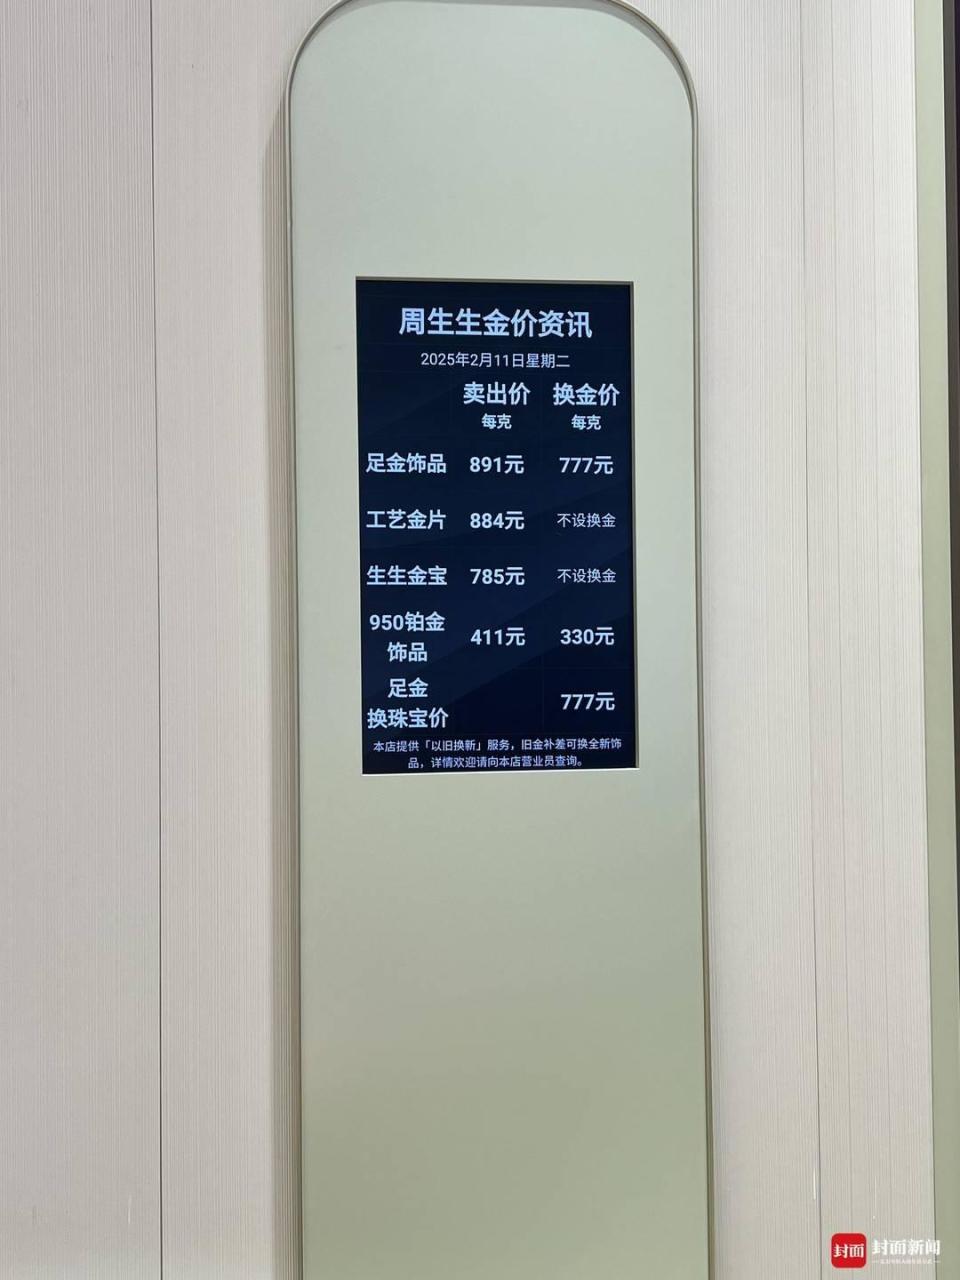 周生生金价资讯
2025年2月11日星期二
卖出价 换金价
每克 每克
足金饰品 891元 777元
工艺金片 884元 不设换金
生生金宝 785元 不设换金
950铂金
饰品 411元 330元
足金
换珠宝价 777元
本店提供「以旧换新」服务，旧金补差可换全新饰
品，详情欢迎请向本店营业员查询。
封面 封面新闻